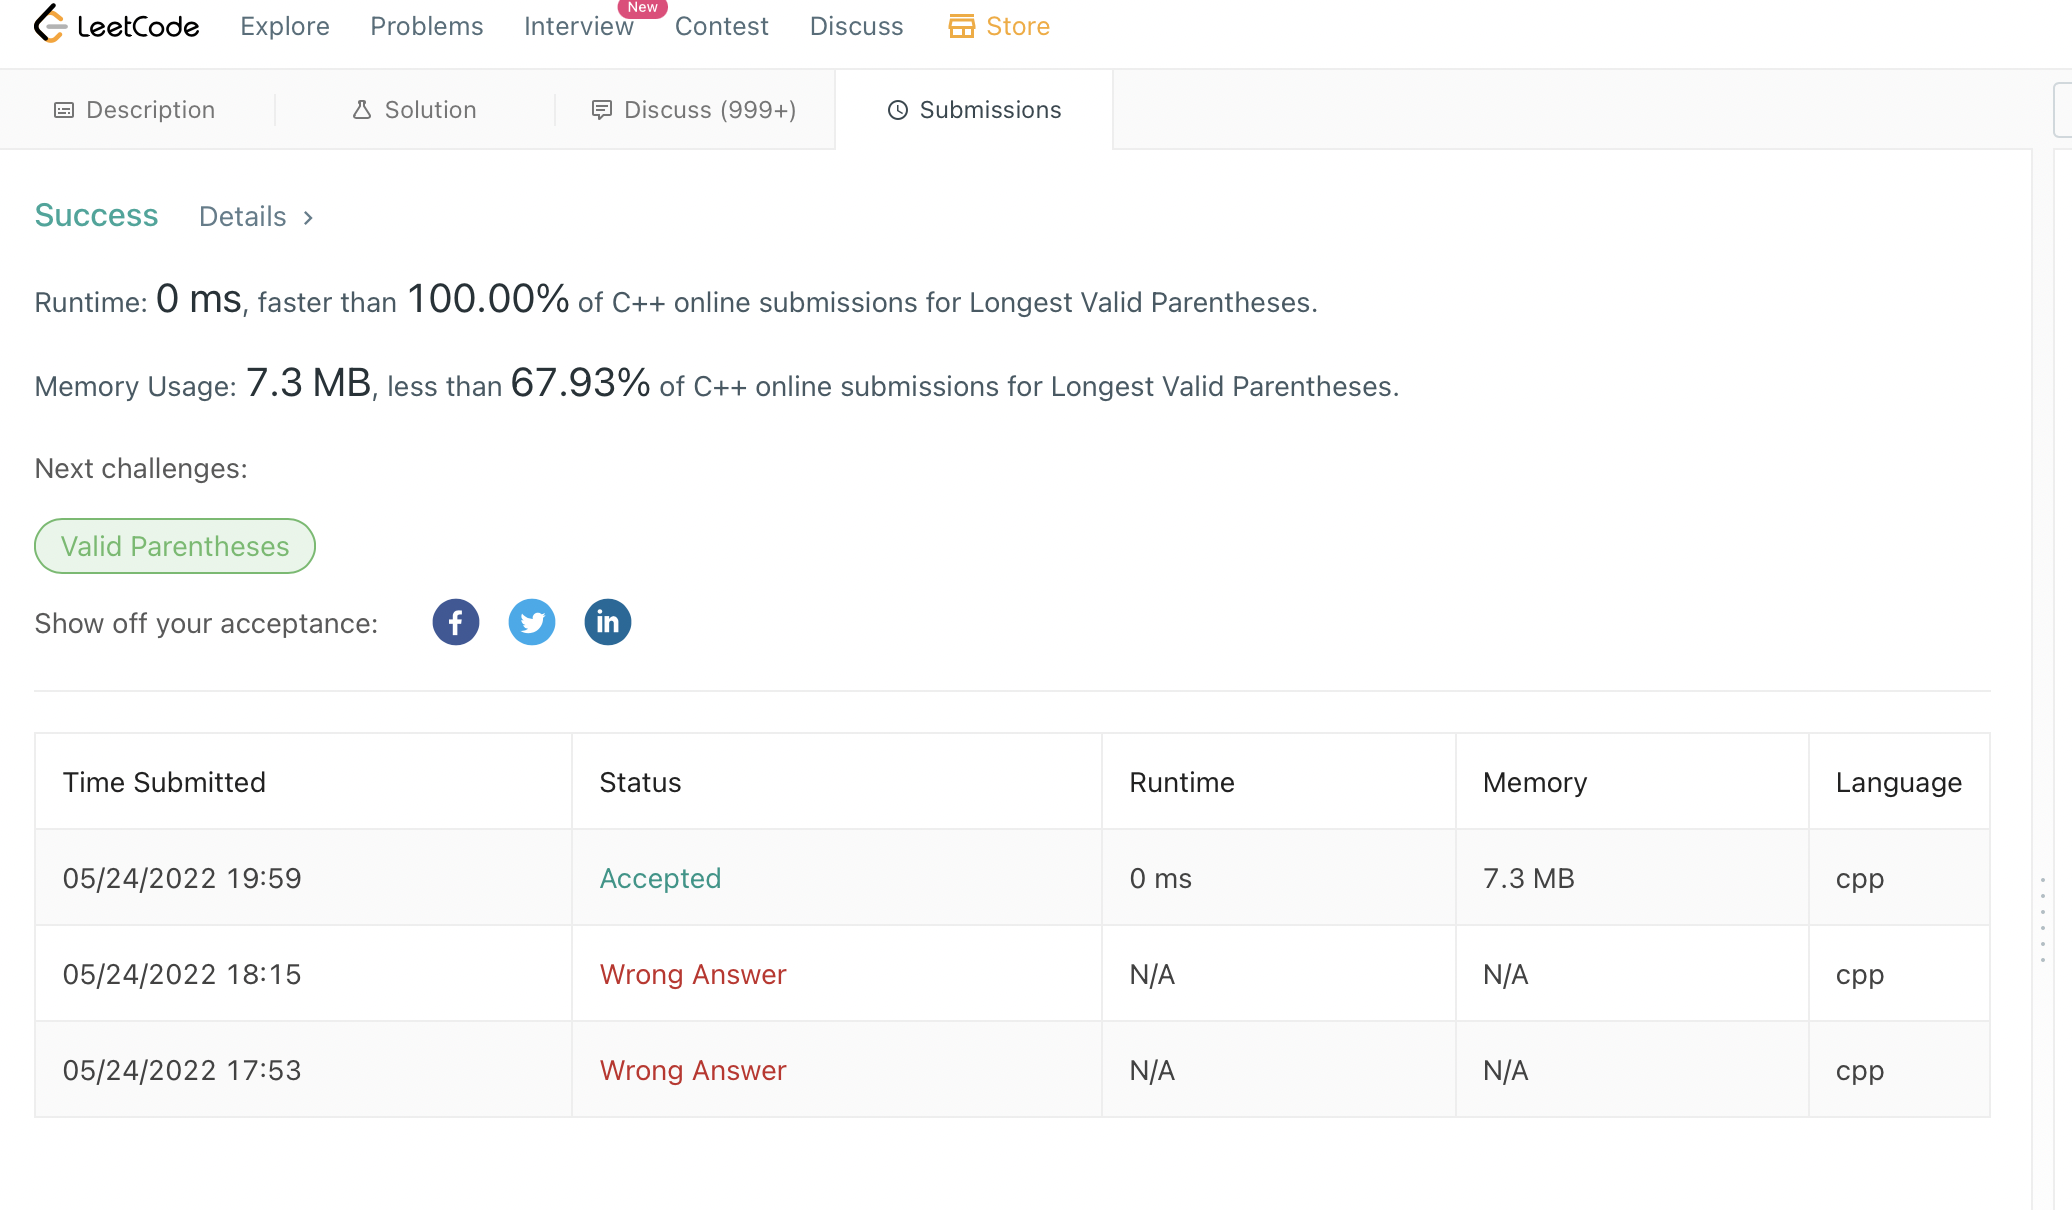 LeetCode Explore Problems Interview New Contest Discuss Store
Description Solution Discuss (999+) Submissions
Success Details >
Runtime: 0 ms, faster than 100.00% of C++ online submissions for Longest Valid Parentheses.
Memory Usage: 7.3 MB, less than 67.93% of C++ online submissions for Longest Valid Parentheses.
Next challenges:
Valid Parentheses
Show off your acceptance: f in
Time Submitted Status Runtime Memory Language
05/24/2022 19:59 Accepted 0 ms 7.3 MB cpp
05/24/2022 18:15 Wrong Answer N/A N/A cpp
05/24/2022 17:53 Wrong Answer N/A N/A cpp